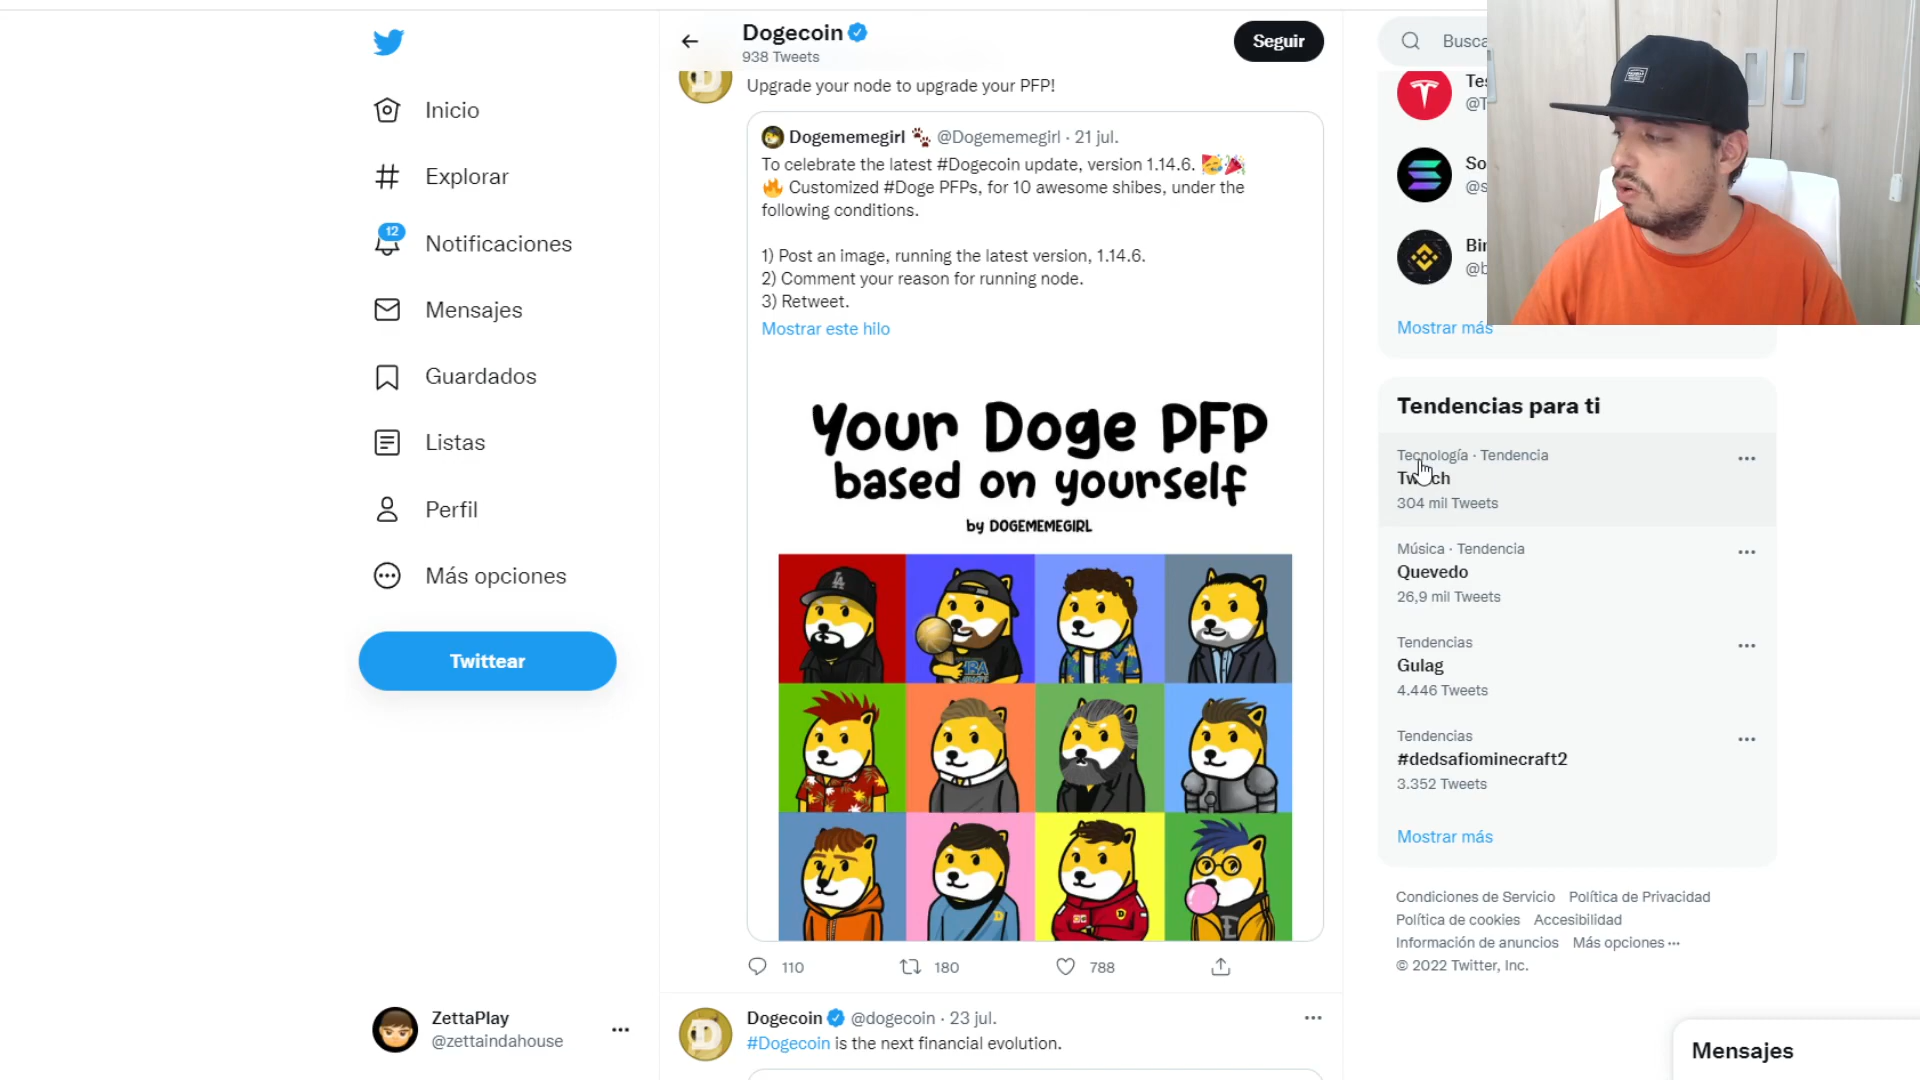 Inicio
Explorar
12
Notificaciones
Mensajes
Guardados
Listas
Perfil
Más opciones
Twittear
ZettaPlay
@zettaindahouse
Dogecoin
938 Tweets
Seguir
Upgrade your node to upgrade your PFP!
Dogememegirl 🐾 @Dogememegirl · 21 jul.
To celebrate the latest #Dogecoin update, version 1.14.6. 🥳🎉
🔥 Customized #Doge PFPs, for 10 awesome shibes, under the
following conditions.
1) Post an image, running the latest version, 1.14.6.
2) Comment your reason for running node.
3) Retweet.
Mostrar este hilo
Your Doge PFP
based on yourself
by DOGEMEMEGIRL
110
180
788
Dogecoin @dogecoin · 23 jul.
#Dogecoin is the next financial evolution.
Busca
Mostrar más
Tendencias para ti
Tecnología · Tendencia
Twitch
304 mil Tweets
Música · Tendencia
Quevedo
26,9 mil Tweets
Tendencias
Gulag
4.446 Tweets
Tendencias
#dedsafiominecraft2
3.352 Tweets
Mostrar más
Condiciones de Servicio Política de Privacidad
Política de cookies Accesibilidad
Información de anuncios Más opciones ···
© 2022 Twitter, Inc.
Mensajes